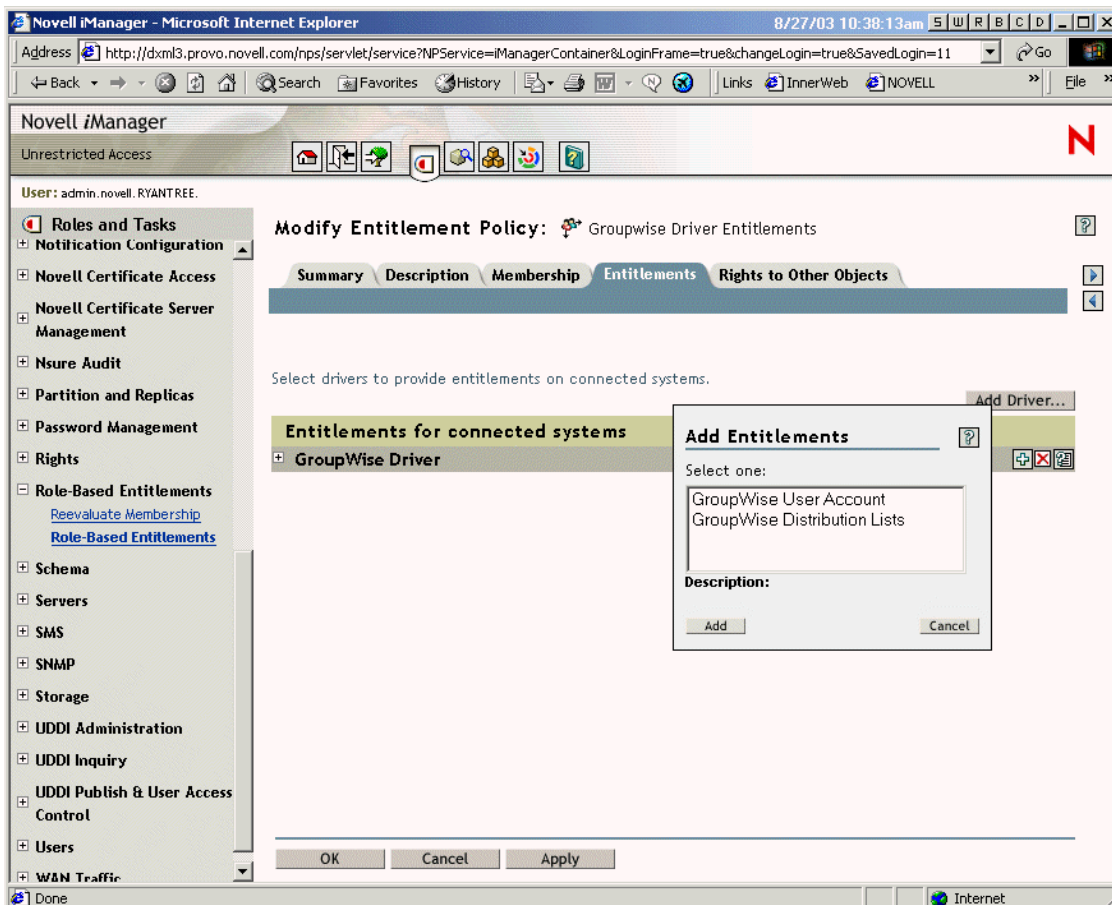 Novell iManager - Microsoft Internet Explorer
8/27/03 10:38:13am S W R B C D
Address http://dxml3.provo.novell.com/nps/servlet/service?NPService=iManagerContainer&LoginFrame=true&changeLogin=true&SavedLogin=11 Go
Back Search Favorites History Links InnerWeb NOVELL » File »
Novell iManager
Unrestricted Access
N
User: admin.novell.RYANTREE.
Roles and Tasks
Notification Configuration
Novell Certificate Access
Novell Certificate Server
Management
Nsure Audit
Partition and Replicas
Password Management
Rights
Role-Based Entitlements
Reevaluate Membership
Role-Based Entitlements
Schema
Servers
SMS
SNMP
Storage
UDDI Administration
UDDI Inquiry
UDDI Publish & User Access
Control
Users
WAN Traffic
Modify Entitlement Policy: Groupwise Driver Entitlements
Summary Description Membership Entitlements Rights to Other Objects
Select drivers to provide entitlements on connected systems.
Add Driver...
Entitlements for connected systems
GroupWise Driver
Add Entitlements
Select one:
GroupWise User Account
GroupWise Distribution Lists
Description:
Add Cancel
OK Cancel Apply
Done Internet